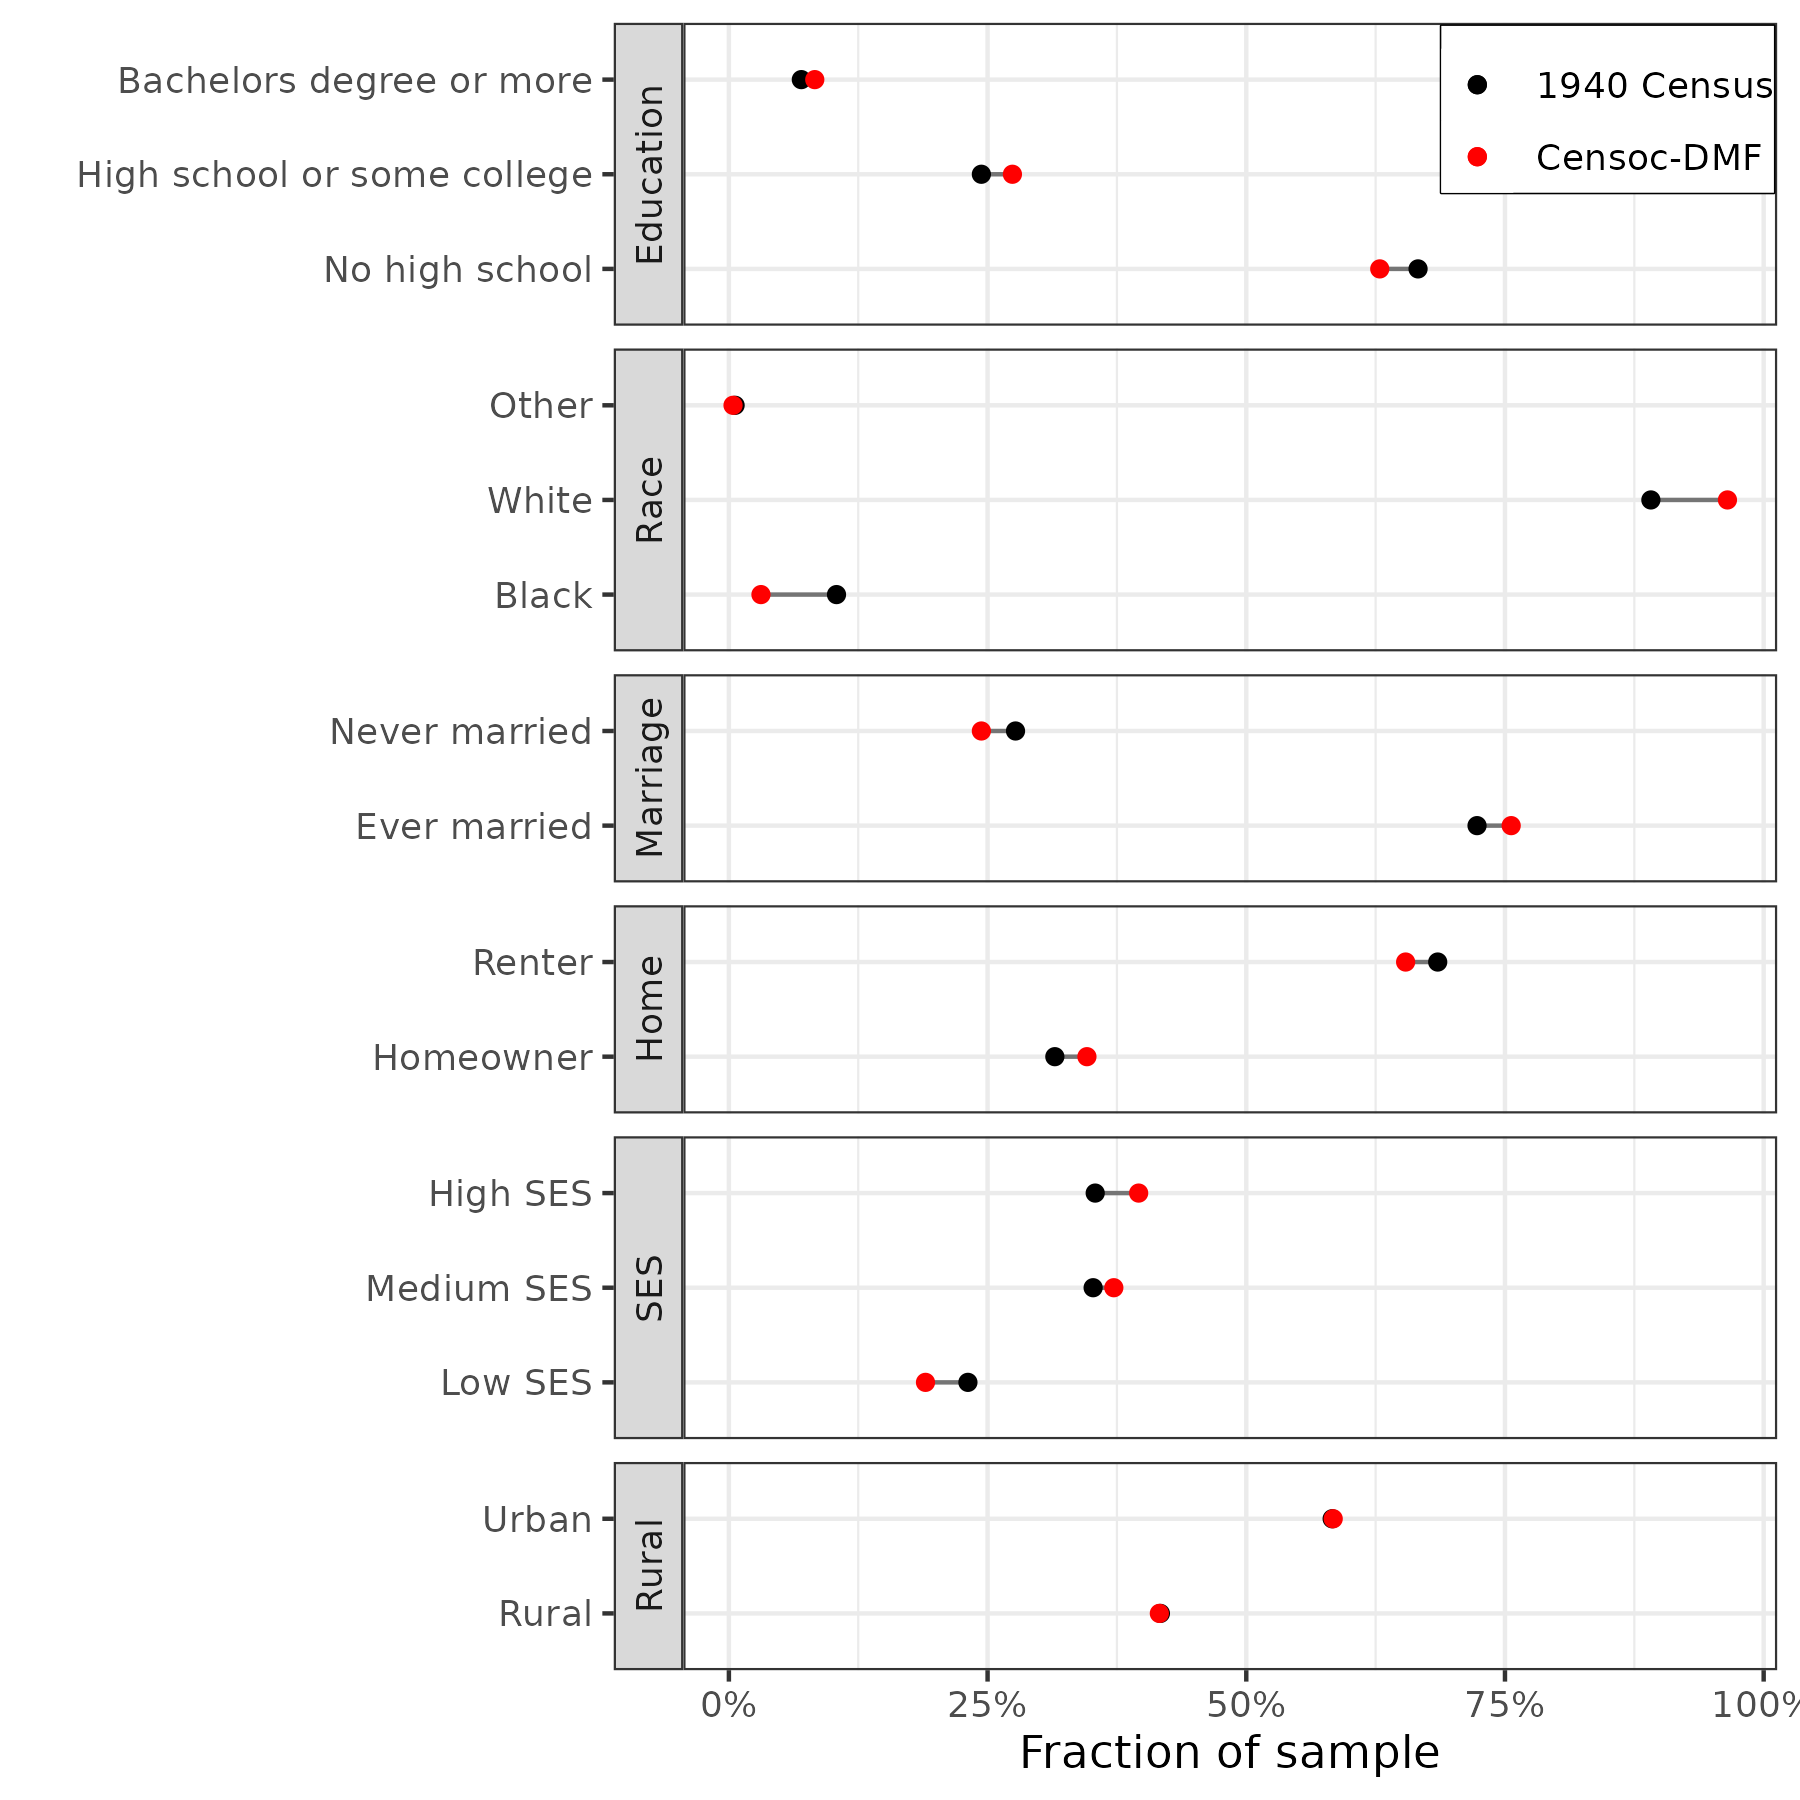 1940 Census
Censoc-DMF
Education
Bachelors degree or more
High school or some college
No high school
Race
Other
White
Black
Marriage
Never married
Ever married
Home
Renter
Homeowner
SES
High SES
Medium SES
Low SES
Rural
Urban
Rural
0% 25% 50% 75% 100%
Fraction of sample